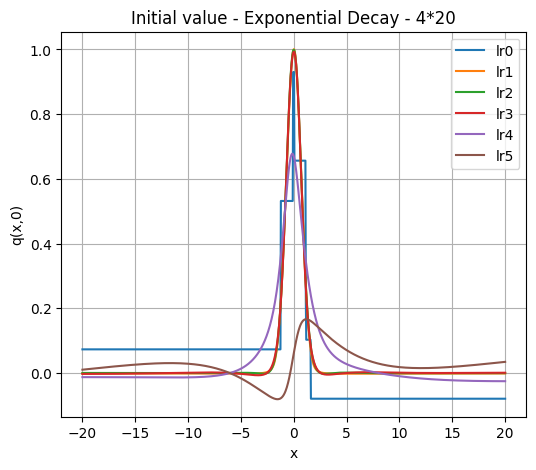 Initial value - Exponential Decay - 4*20
q(x,0)
1.0
0.8
0.6
0.4
0.2
0.0
−20
−15
−10
−5
0
5
10
15
20
x
lr0
lr1
lr2
lr3
lr4
lr5